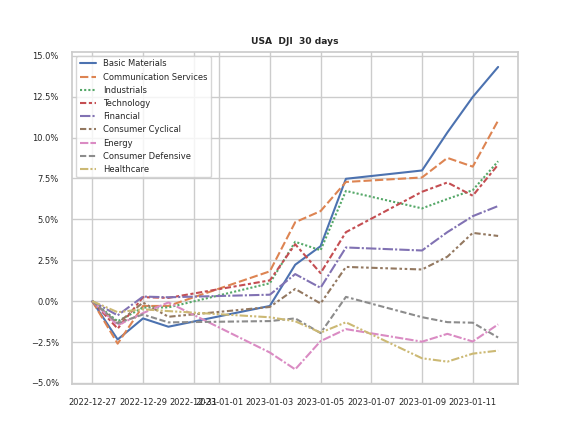 USA DJI 30 days
15.0%
12.5%
10.0%
7.5%
5.0%
2.5%
0.0%
−2.5%
−5.0%
Basic Materials
Communication Services
Industrials
Technology
Financial
Consumer Cyclical
Energy
Consumer Defensive
Healthcare
2022-12-27 2022-12-29 2022-12-31 2023-01-01 2023-01-03 2023-01-05 2023-01-07 2023-01-09 2023-01-11